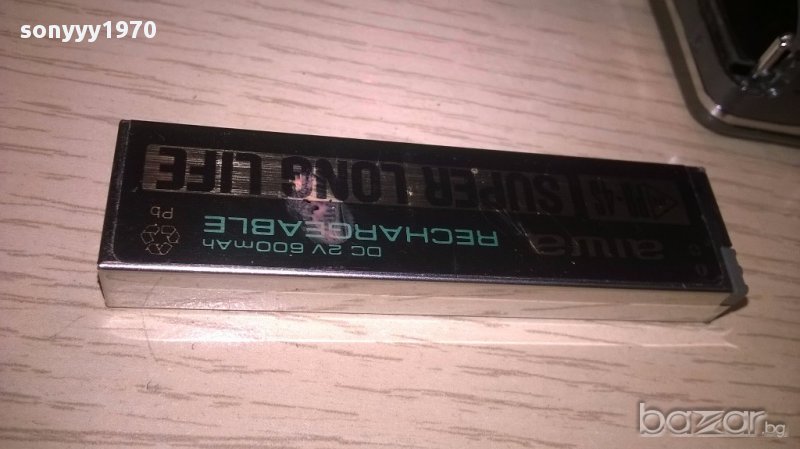 sonyyy1970
aiwa
RECHARGEABLE
DC 2V 600mAh
SUPER LONG LIFE
Pb
bazar.bg